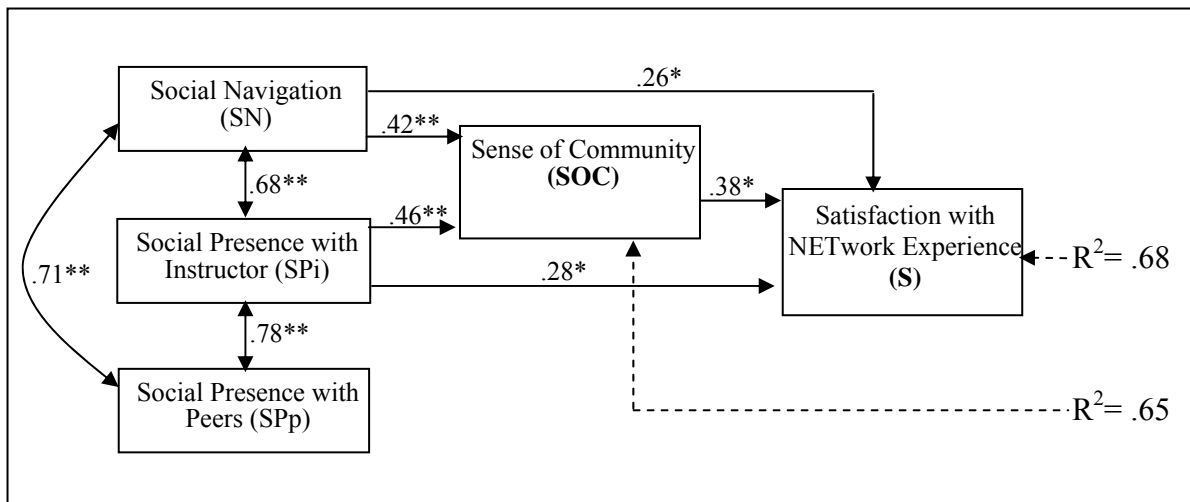 Social Navigation
(SN)
.26*
.42**
Sense of Community
(SOC)
.38*
.68**
Social Presence with
Instructor (SPi)
.46**
.28*
Satisfaction with
NETwork Experience
(S)
R²= .68
.71**
.78**
Social Presence with
Peers (SPp)
R²= .65